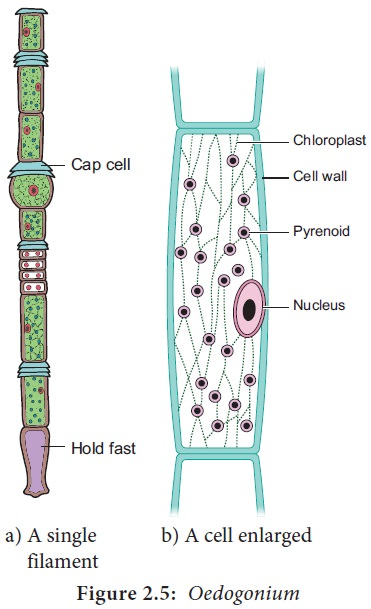 Chloroplast
Cap cell
Cell wall
Pyrenoid
Nucleus
Hold fast
a) A single
filament
b) A cell enlarged
Figure 2.5: Oedogonium